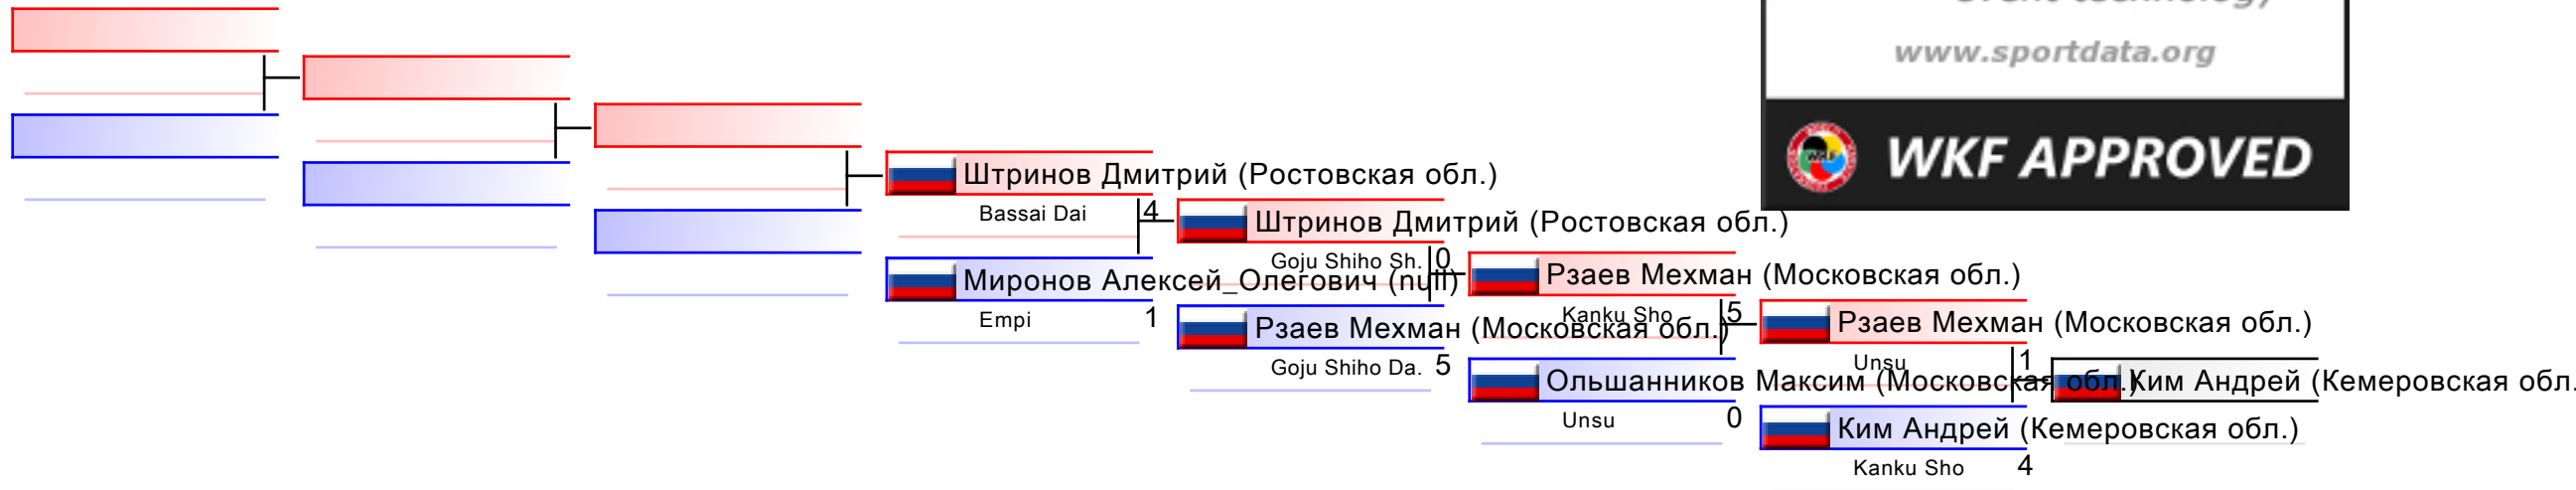 www.sportdata.org
WKF APPROVED
Штринов Дмитрий (Ростовская обл.)
Bassai Dai 4
Миронов Алексей_Олегович (null)
Empi 1
Штринов Дмитрий (Ростовская обл.)
Goju Shiho Sh. 0
Рзаев Мехман (Московская обл.)
Goju Shiho Da. 5
Рзаев Мехман (Московская обл.)
Kanku Sho 5
Ольшанников Максим (Московская обл.)
Unsu 0
Рзаев Мехман (Московская обл.)
Unsu 1
Ким Андрей (Кемеровская обл.)
Kanku Sho 4
Ким Андрей (Кемеровская обл.